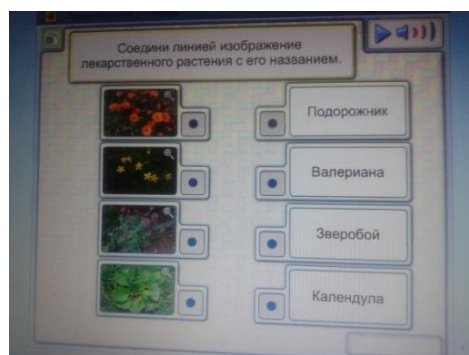 Соедини линией изображение
лекарственного растения с его названием.
Подорожник
Валериана
Зверобой
Календула